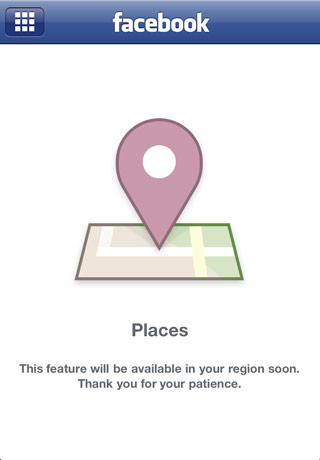 facebook
Places
This feature will be available in your region soon.
Thank you for your patience.